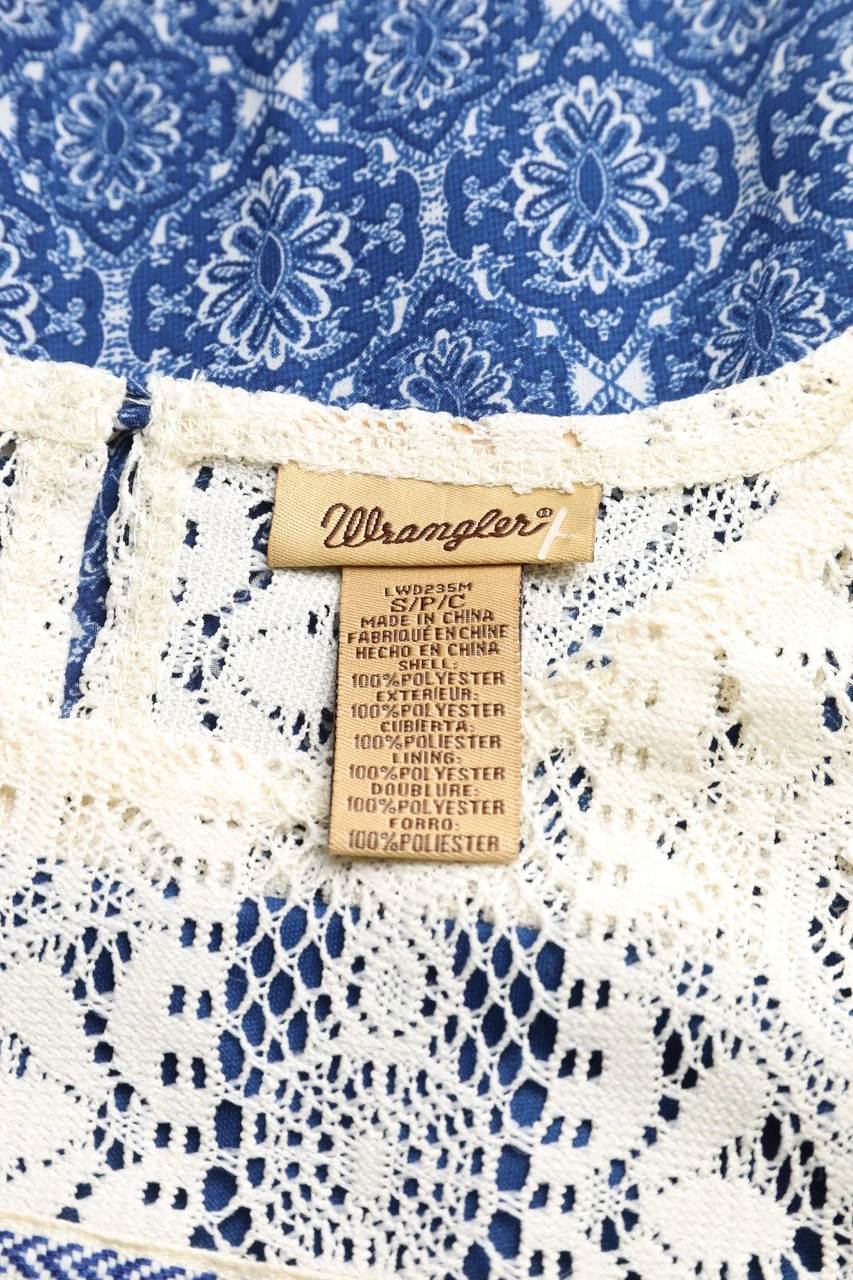 Wrangler®
LWD235M
S/P/C
MADE IN CHINA
FABRIQUÉ EN CHINE
HECHO EN CHINA
SHELL:
100%POLYESTER
EXTERIEUR:
100%POLYESTER
CUBIERTA:
100%POLIESTER
LINING:
100%POLYESTER
DOUBLURE:
100%POLYESTER
FORRO:
100%POLIESTER